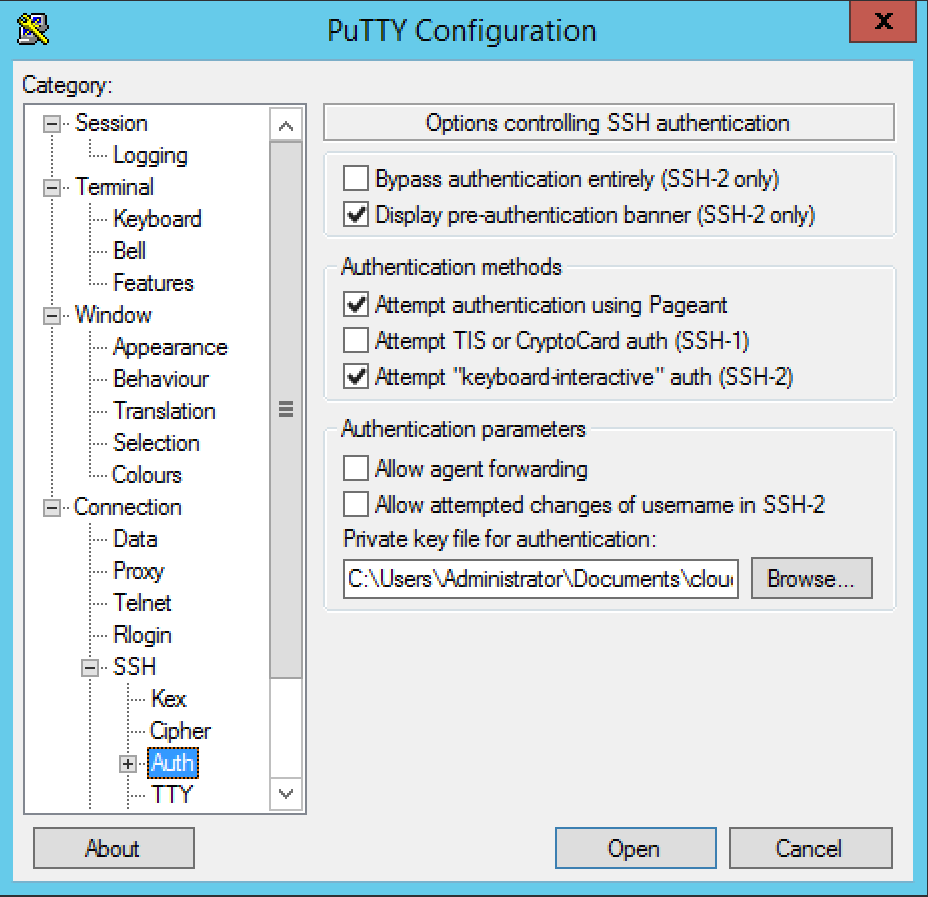 PuTTY Configuration
x
Category:
Session
Logging
Terminal
Keyboard
Bell
Features
Window
Appearance
Behaviour
Translation
Selection
Colours
Connection
Data
Proxy
Telnet
Rlogin
SSH
Kex
Cipher
Auth
TTY
Options controlling SSH authentication
Bypass authentication entirely (SSH-2 only)
Display pre-authentication banner (SSH-2 only)
Authentication methods
Attempt authentication using Pageant
Attempt TIS or CryptoCard auth (SSH-1)
Attempt "keyboard-interactive" auth (SSH-2)
Authentication parameters
Allow agent forwarding
Allow attempted changes of username in SSH-2
Private key file for authentication:
C:\Users\Administrator\Documents\clou
Browse...
About
Open
Cancel